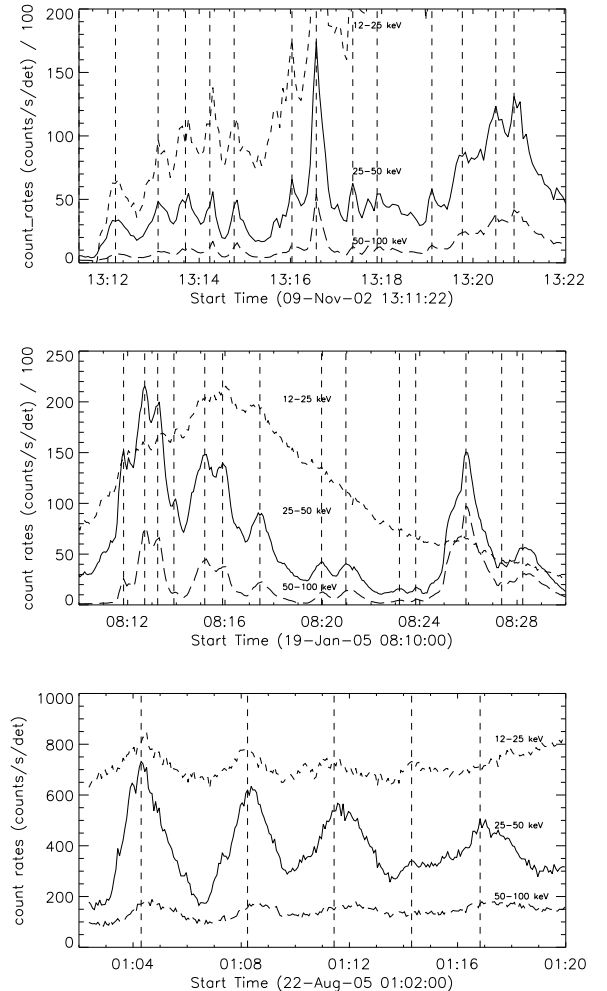 count_rates (counts/s/det) / 100
200
150
100
50
0
12-25 keV
25-50 keV
50-100 keV
13:12 13:14 13:16 13:18 13:20 13:22
Start Time (09-Nov-02 13:11:22)
count rates (counts/s/det) / 100
250
200
150
100
50
0
12-25 keV
25-50 keV
50-100 keV
08:12 08:16 08:20 08:24 08:28
Start Time (19-Jan-05 08:10:00)
count rates (counts/s/det)
1000
800
600
400
200
0
12-25 keV
25-50 keV
50-100 keV
01:04 01:08 01:12 01:16 01:20
Start Time (22-Aug-05 01:02:00)